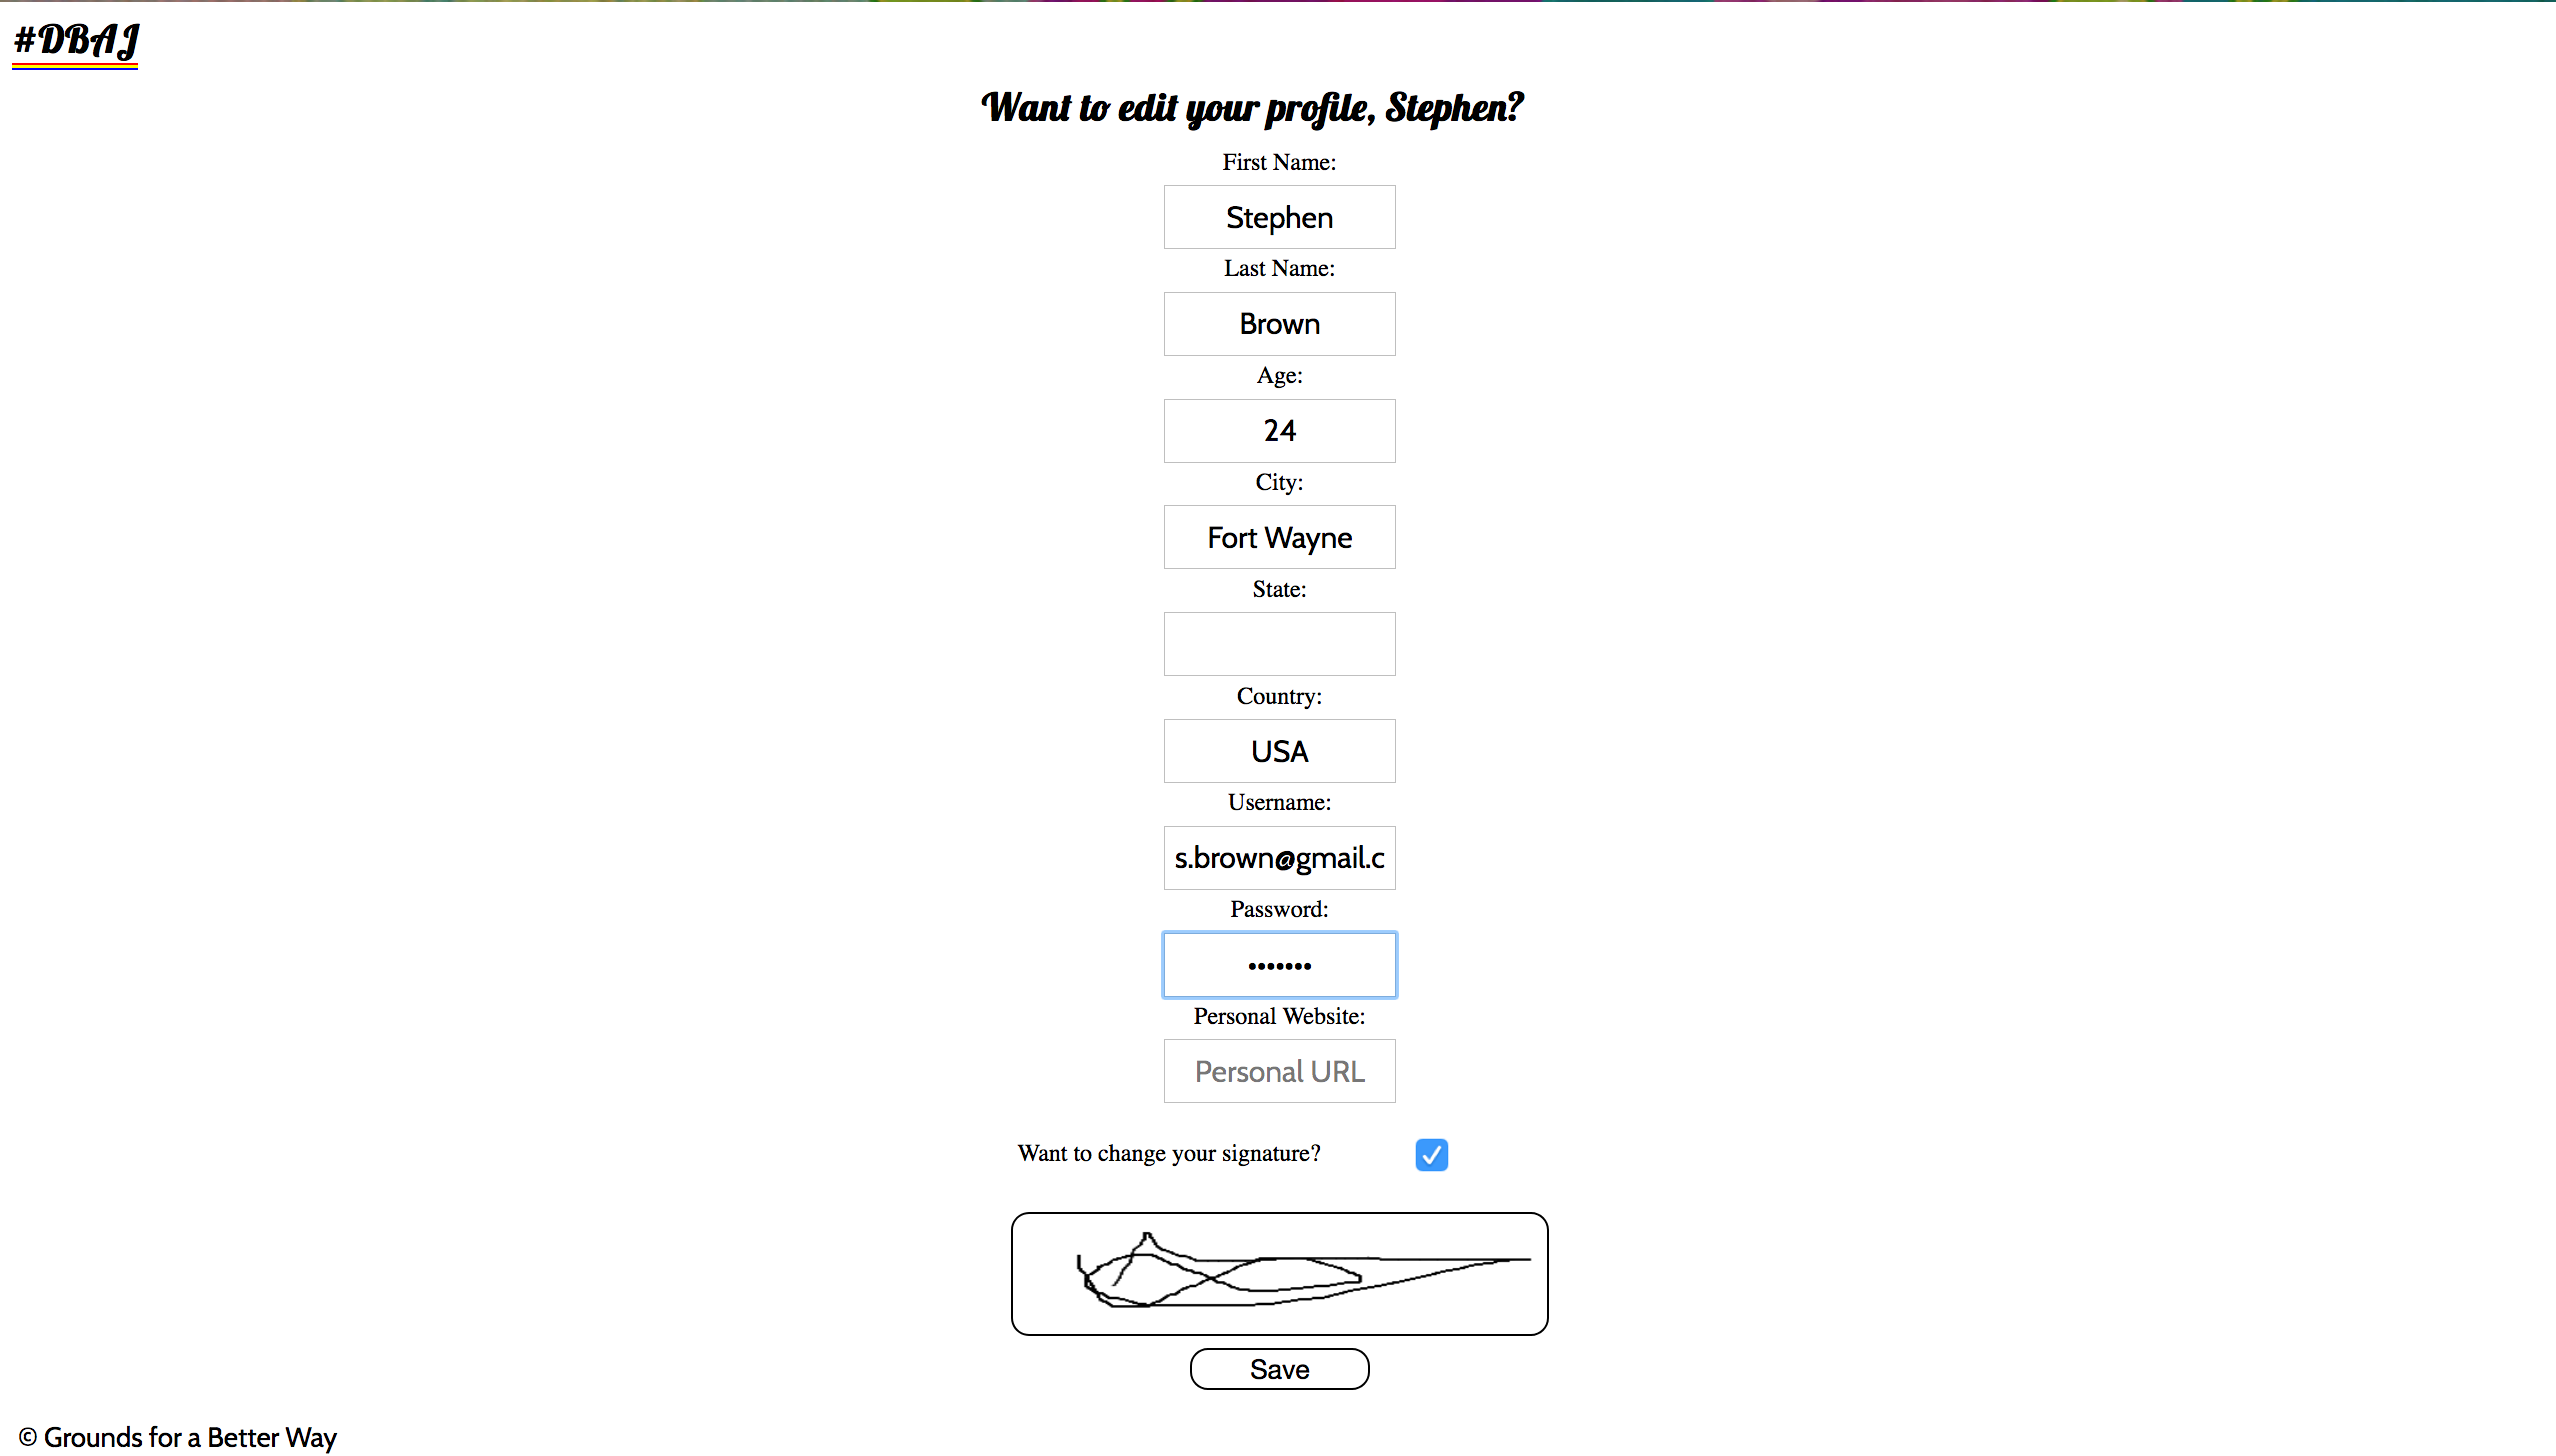 #DBAJ
Want to edit your profile, Stephen?
First Name:
Stephen
Last Name:
Brown
Age:
24
City:
Fort Wayne
State:
Country:
USA
Username:
s.brown@gmail.c
Password:
•••••••
Personal Website:
Personal URL
Want to change your signature?
Save
© Grounds for a Better Way